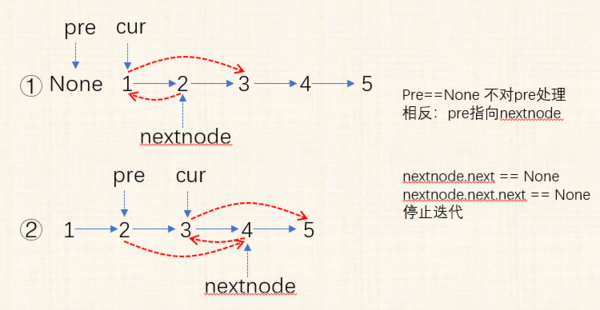 pre cur
① None 1 2 3 4 5
nextnode
Pre==None 不对pre处理
相反：pre指向nextnode
pre cur
② 1 2 3 4 5
nextnode
nextnode.next == None
nextnode.next.next == None
停止迭代